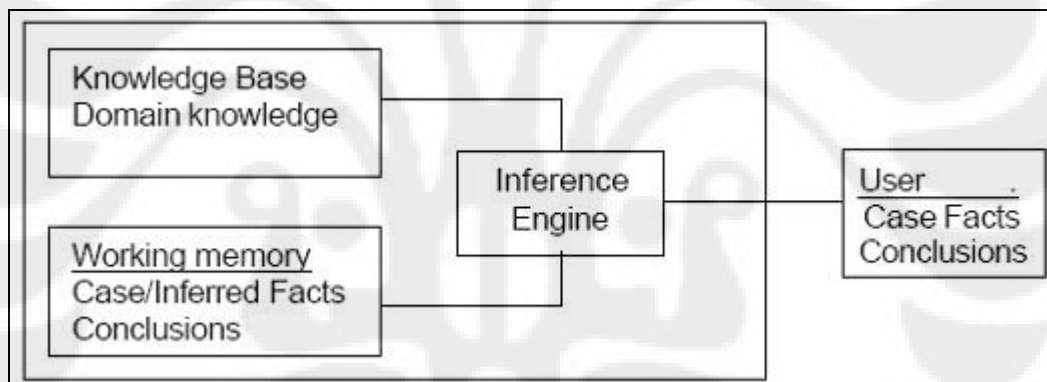 Knowledge Base
Domain knowledge
Working memory
Case/Inferred Facts
Conclusions
Inference
Engine
User .
Case Facts
Conclusions